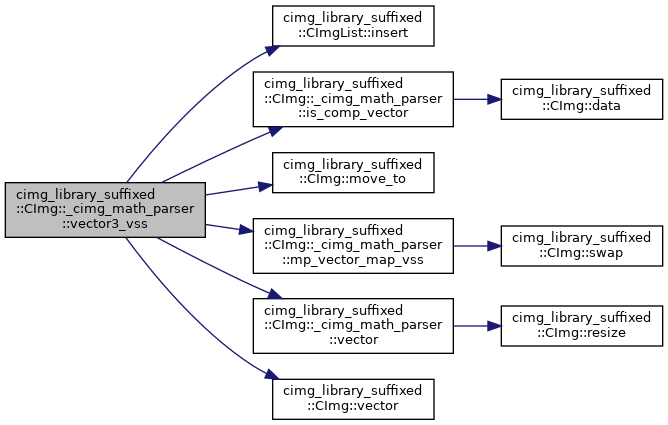 cimg_library_suffixed
::CImg::_cimg_math_parser
::vector3_vss
cimg_library_suffixed
::CImgList::insert
cimg_library_suffixed
::CImg::_cimg_math_parser
::is_comp_vector
cimg_library_suffixed
::CImg::data
cimg_library_suffixed
::CImg::move_to
cimg_library_suffixed
::CImg::_cimg_math_parser
::mp_vector_map_vss
cimg_library_suffixed
::CImg::swap
cimg_library_suffixed
::CImg::_cimg_math_parser
::vector
cimg_library_suffixed
::CImg::resize
cimg_library_suffixed
::CImg::vector